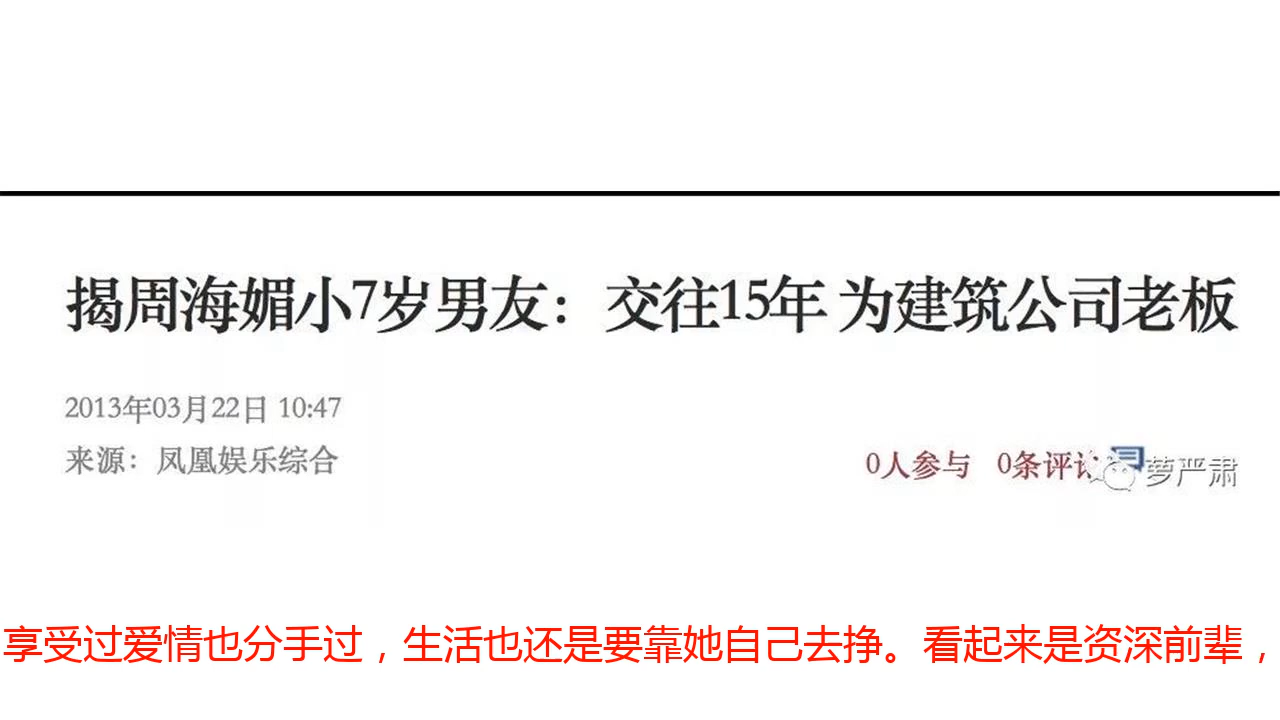 揭周海媚小7岁男友：交往15年 为建筑公司老板
2013年03月22日 10:47
来源：凤凰娱乐综合
0人参与 0条评论
萝严肃
享受过爱情也分手过，生活也还是要靠她自己去挣。看起来是资深前辈，